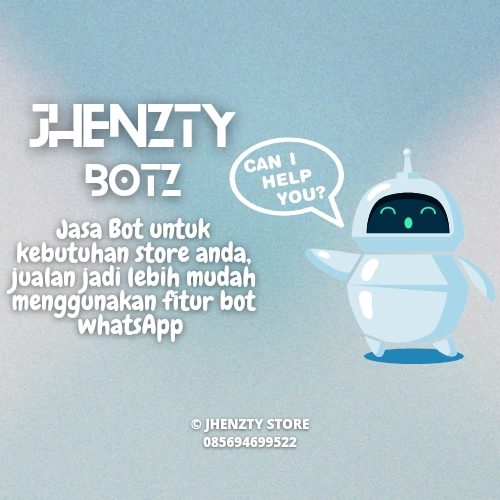 JHENZTY
BOTZ
CAN I
HELP
YOU?
Jasa Bot untuk
kebutuhan store anda,
jualan jadi lebih mudah
menggunakan fitur bot
whatsApp
© JHENZTY STORE
085694699522